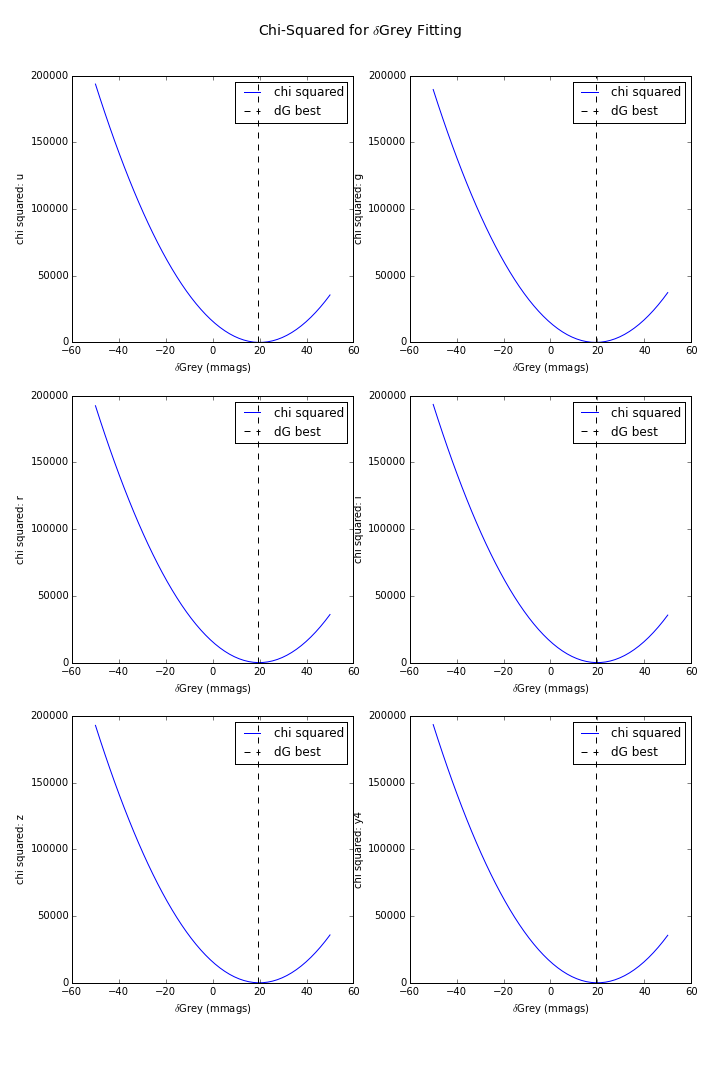 Chi-Squared for δGrey Fitting
200000
150000
100000
50000
0
chi squared: u
chi squared
dG best
−60 −40 −20 0 20 40 60
δGrey (mmags)
200000
150000
100000
50000
0
chi squared: g
chi squared
dG best
−60 −40 −20 0 20 40 60
δGrey (mmags)
200000
150000
100000
50000
0
chi squared: r
chi squared
dG best
−60 −40 −20 0 20 40 60
δGrey (mmags)
200000
150000
100000
50000
0
chi squared: i
chi squared
dG best
−60 −40 −20 0 20 40 60
δGrey (mmags)
200000
150000
100000
50000
0
chi squared: z
chi squared
dG best
−60 −40 −20 0 20 40 60
δGrey (mmags)
200000
150000
100000
50000
0
chi squared: y4
chi squared
dG best
−60 −40 −20 0 20 40 60
δGrey (mmags)